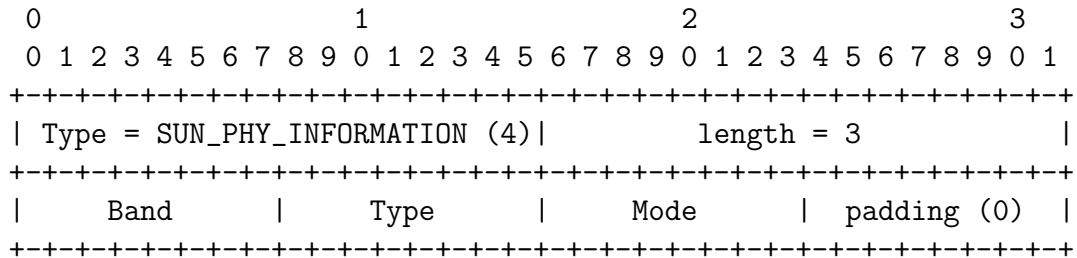 0                   1                   2                   3
 0 1 2 3 4 5 6 7 8 9 0 1 2 3 4 5 6 7 8 9 0 1 2 3 4 5 6 7 8 9 0 1
+-+-+-+-+-+-+-+-+-+-+-+-+-+-+-+-+-+-+-+-+-+-+-+-+-+-+-+-+-+-+-+-+
| Type = SUN_PHY_INFORMATION (4)|         length = 3            |
+-+-+-+-+-+-+-+-+-+-+-+-+-+-+-+-+-+-+-+-+-+-+-+-+-+-+-+-+-+-+-+-+
|     Band      |     Type      |     Mode      |  padding (0)  |
+-+-+-+-+-+-+-+-+-+-+-+-+-+-+-+-+-+-+-+-+-+-+-+-+-+-+-+-+-+-+-+-+